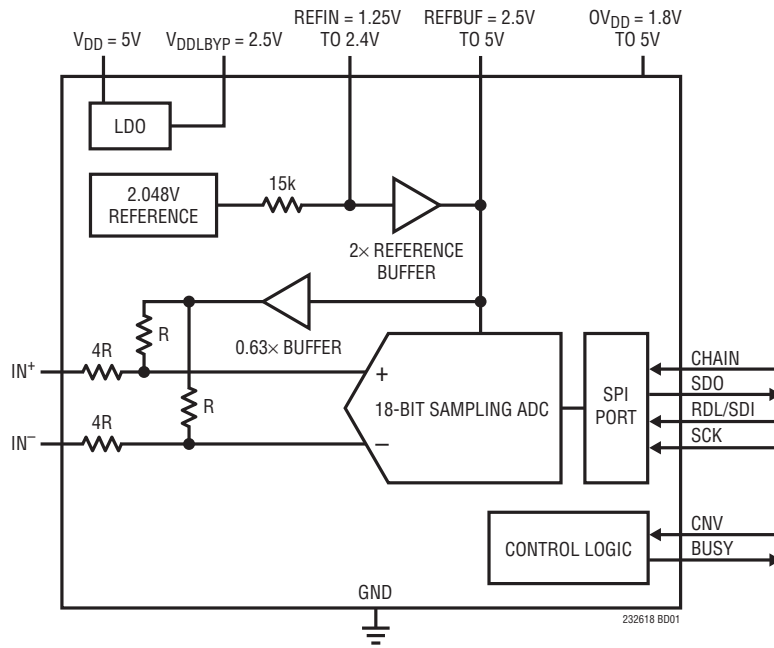 REFIN = 1.25V
TO 2.4V
REFBUF = 2.5V
TO 5V
OVDD = 1.8V
TO 5V
VDD = 5V
VDDLBYP = 2.5V
LDO
2.048V
REFERENCE
15k
2× REFERENCE
BUFFER
0.63× BUFFER
R
4R
IN+
R
4R
IN−
+
−
18-BIT SAMPLING ADC
SPI
PORT
CHAIN
SDO
RDL/SDI
SCK
CONTROL LOGIC
CNV
BUSY
GND
232618 BD01